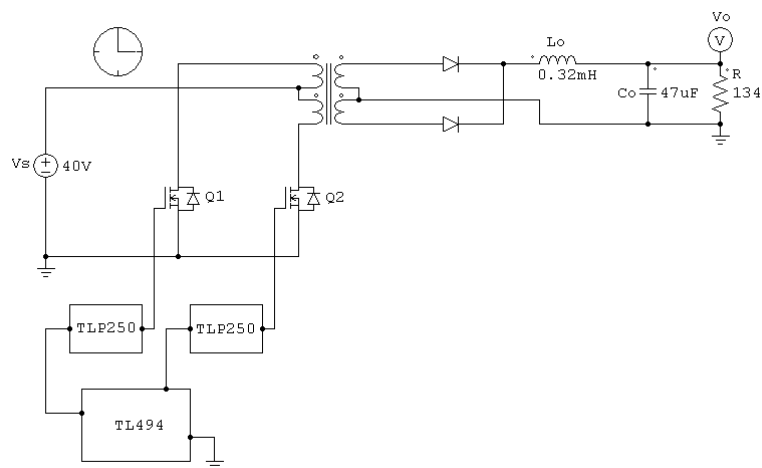 Vo
V
Lo
0.32mH
R
134
Co
47uF
Vs
40V
Q1
Q2
TLP250
TLP250
TL494